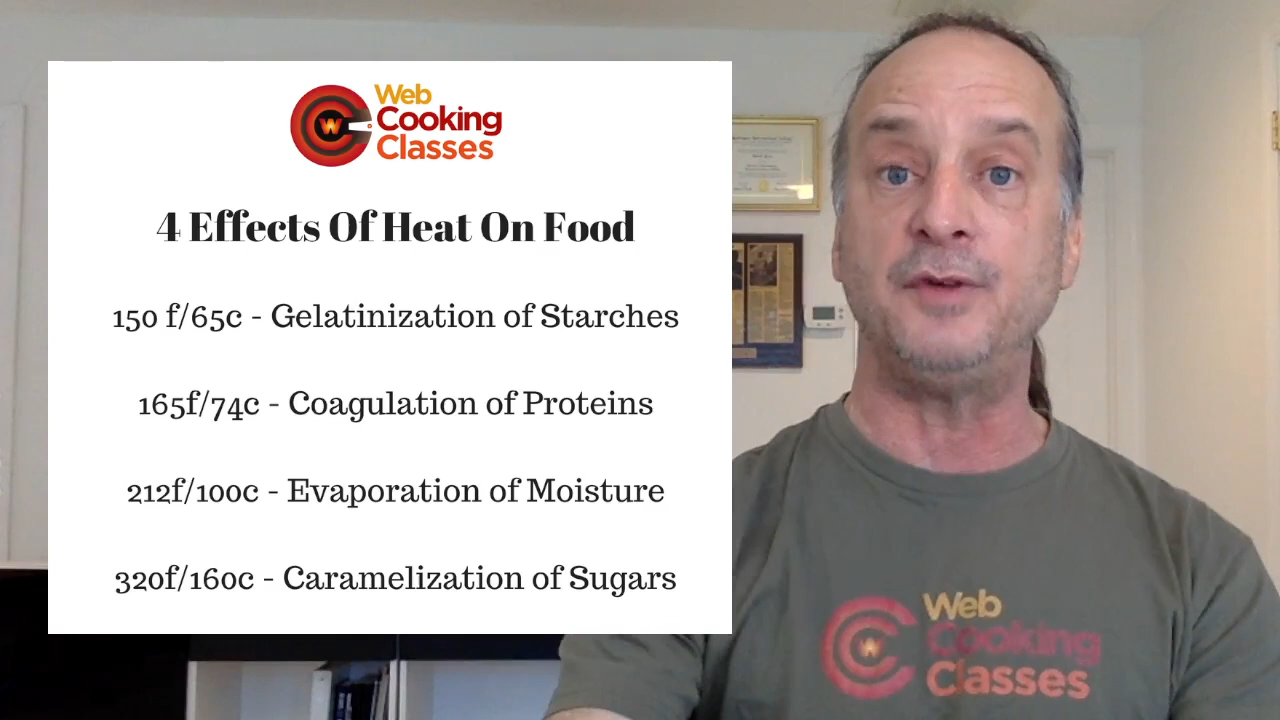 Web
Cooking
Classes
4 Effects Of Heat On Food
150 f/65c - Gelatinization of Starches
165f/74c - Coagulation of Proteins
212f/100c - Evaporation of Moisture
320f/160c - Caramelization of Sugars
Web
Cooking
Classes